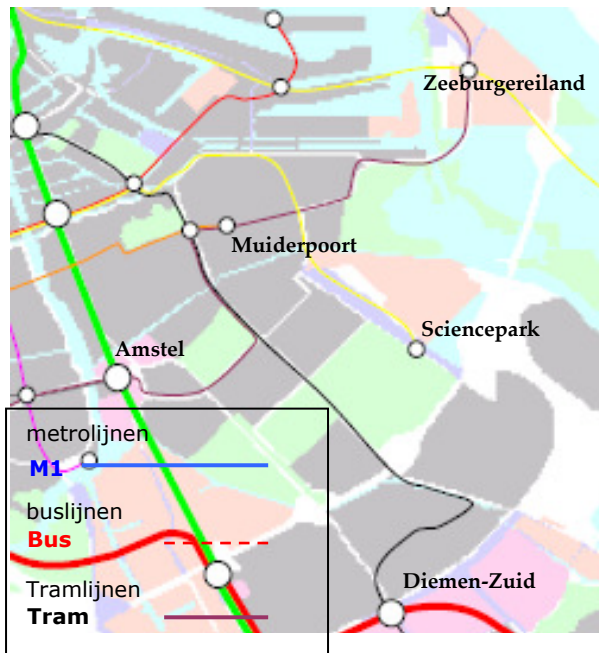 Zeeburgereiland
Muiderpoort
Sciencepark
Amstel
metrolijnen
M1
buslijnen
Bus
Tramlijnen
Tram
Diemen-Zuid